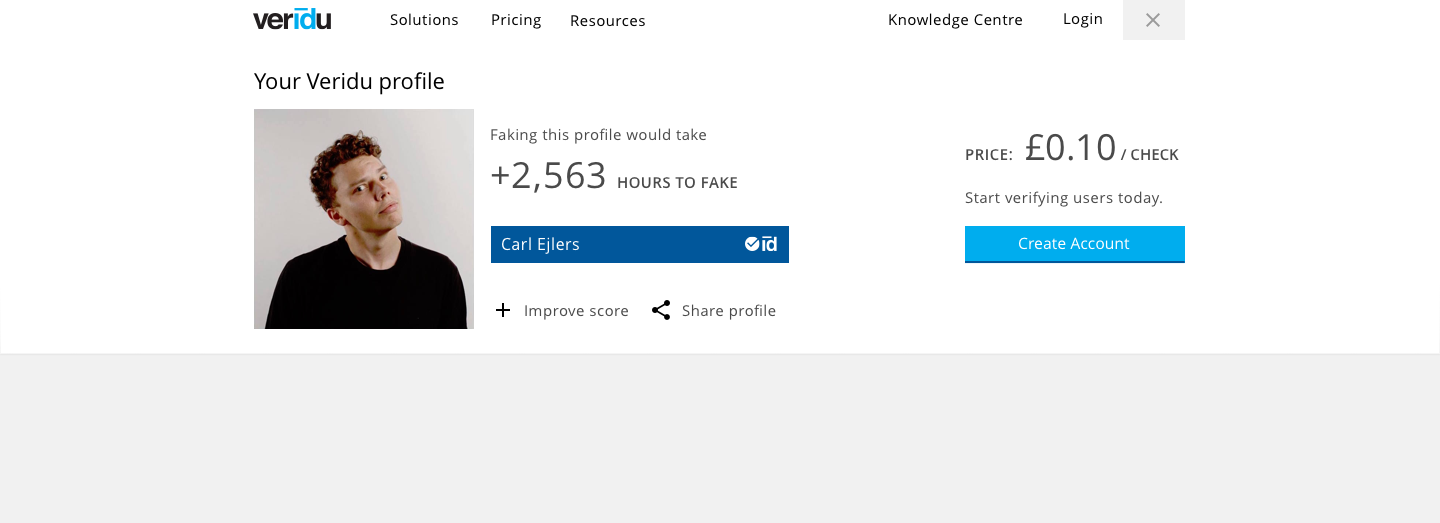 veridu
Solutions
Pricing
Resources
Knowledge Centre
Login
Your Veridu profile
Faking this profile would take
+2,563 HOURS TO FAKE
Carl Ejlers
id
Improve score
Share profile
PRICE: £0.10 / CHECK
Start verifying users today.
Create Account